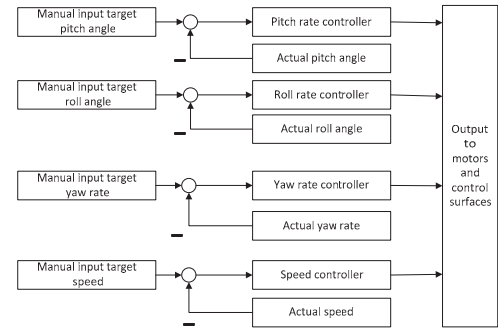 Manual input target
pitch angle
Pitch rate controller
Actual pitch angle
Manual input target
roll angle
Roll rate controller
Actual roll angle
Manual input target
yaw rate
Yaw rate controller
Actual yaw rate
Manual input target
speed
Speed controller
Actual speed
Output
to
motors
and
control
surfaces